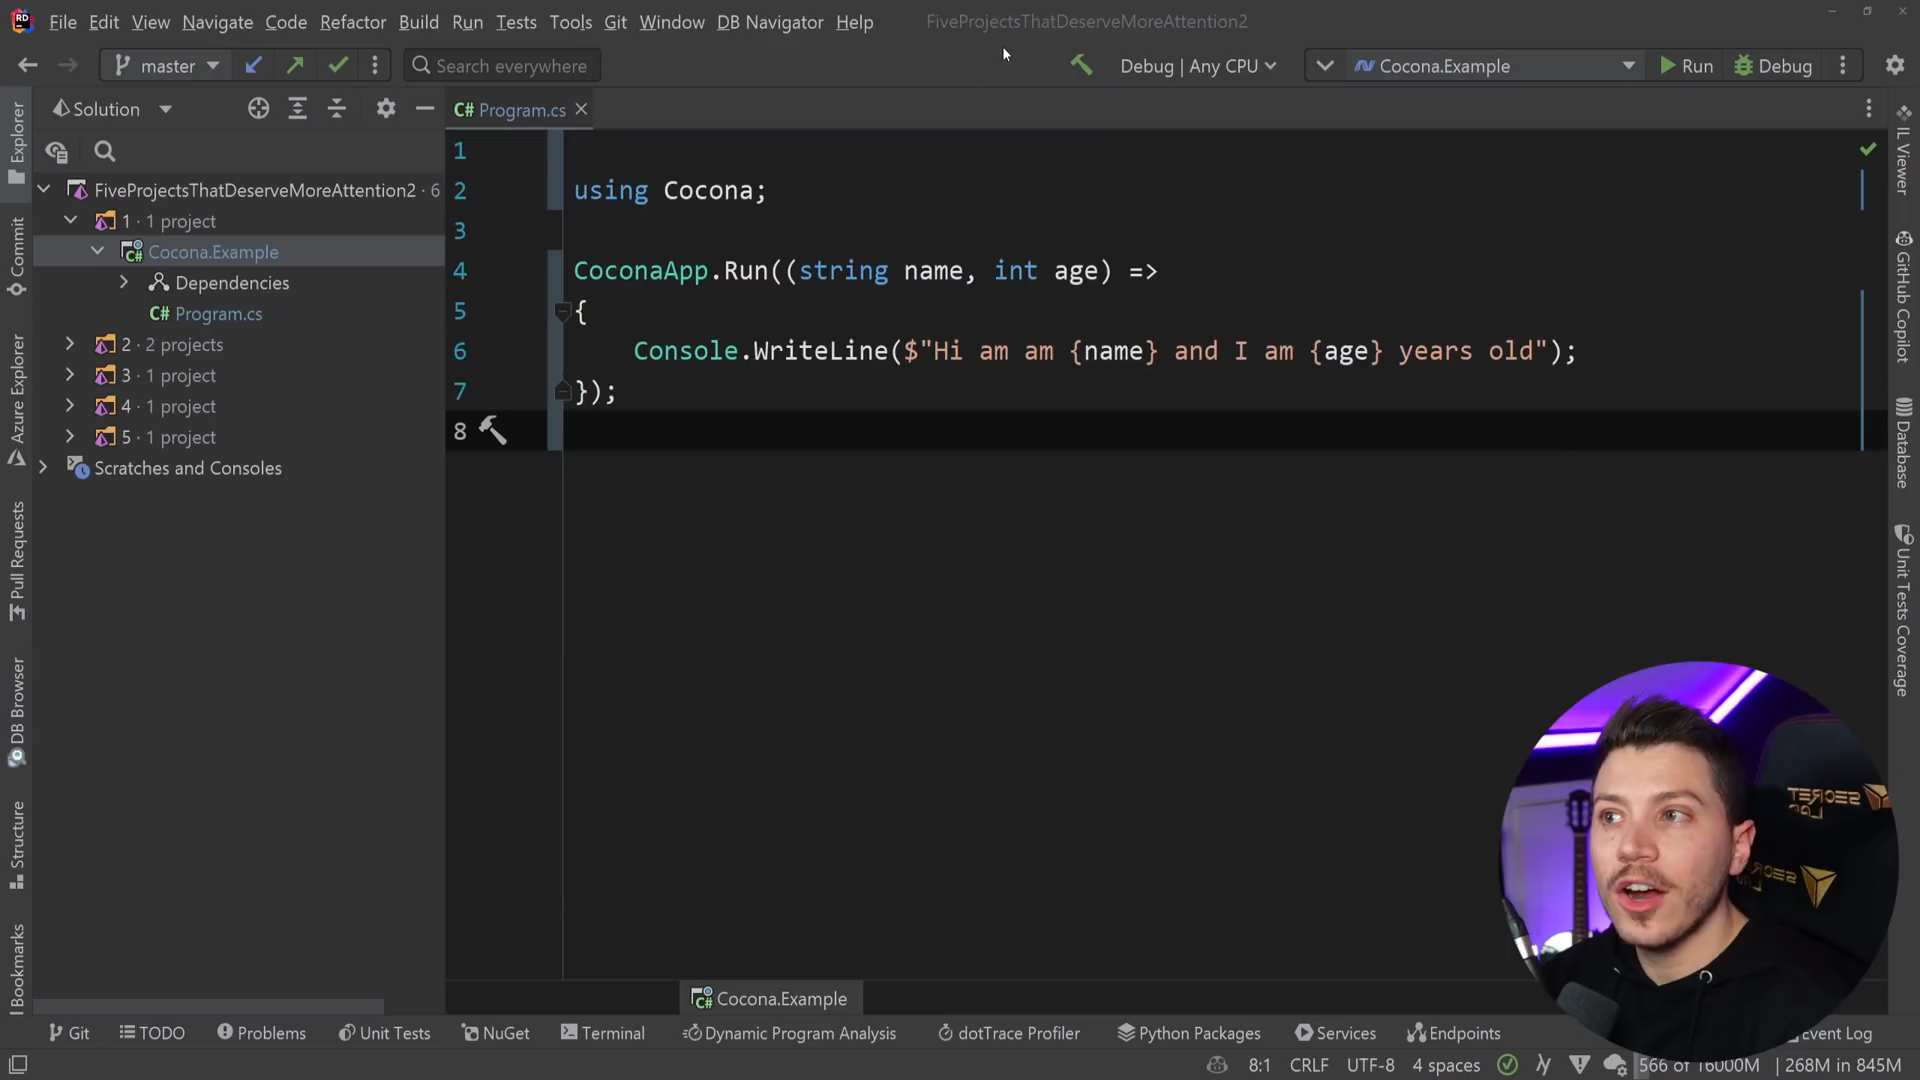 File Edit View Navigate Code Refactor Build Run Tests Tools Git Window DB Navigator Help FiveProjectsThatDeserveMoreAttention2
master Search everywhere Debug | Any CPU Cocona.Example Run Debug
Explorer
Commit
Azure Explorer
Pull Requests
DB Browser
Structure
Bookmarks
Solution
FiveProjectsThatDeserveMoreAttention2 · 6
1 · 1 project
C# Cocona.Example
Dependencies
C# Program.cs
2 · 2 projects
3 · 1 project
4 · 1 project
5 · 1 project
Scratches and Consoles
C# Program.cs
1
2 using Cocona;
3
4 CoconaApp.Run((string name, int age) =>
5 {
6 Console.WriteLine($"Hi am am {name} and I am {age} years old");
7 });
8
IL Viewer
GitHub Copilot
Database
Unit Tests Coverage
SECRET
Lab
C# Cocona.Example
Git TODO Problems Unit Tests NuGet Terminal Dynamic Program Analysis dotTrace Profiler Python Packages Services Endpoints Event Log
8:1 CRLF UTF-8 4 spaces 566 of 16000M 268M in 845M